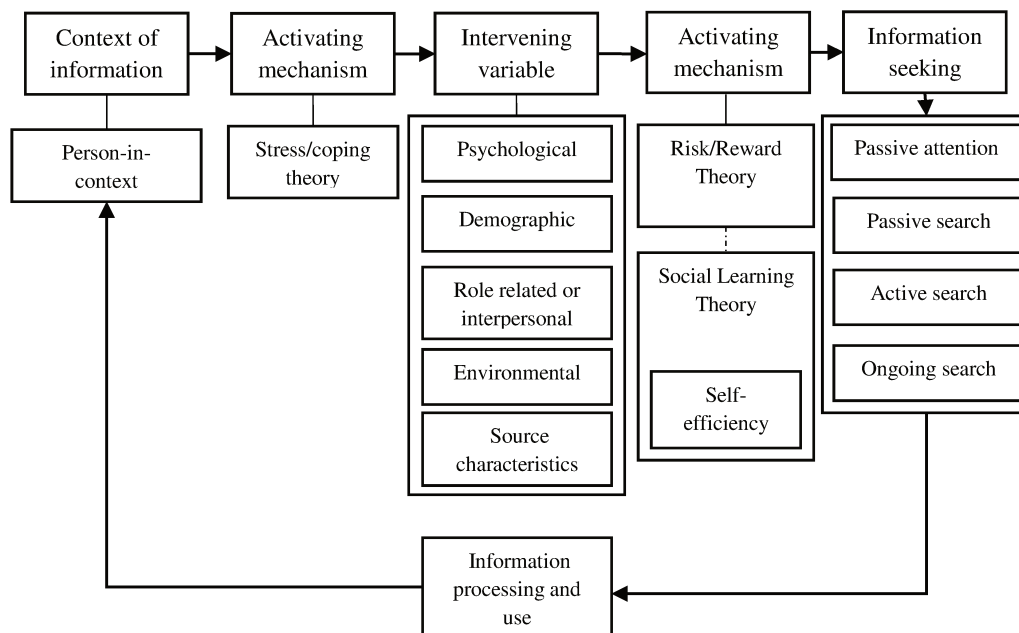 Context of
information
Activating
mechanism
Intervening
variable
Activating
mechanism
Information
seeking
Person-in-
context
Stress/coping
theory
Psychological
Demographic
Role related or
interpersonal
Environmental
Source
characteristics
Risk/Reward
Theory
Social Learning
Theory
Self-
efficiency
Passive attention
Passive search
Active search
Ongoing search
Information
processing and
use